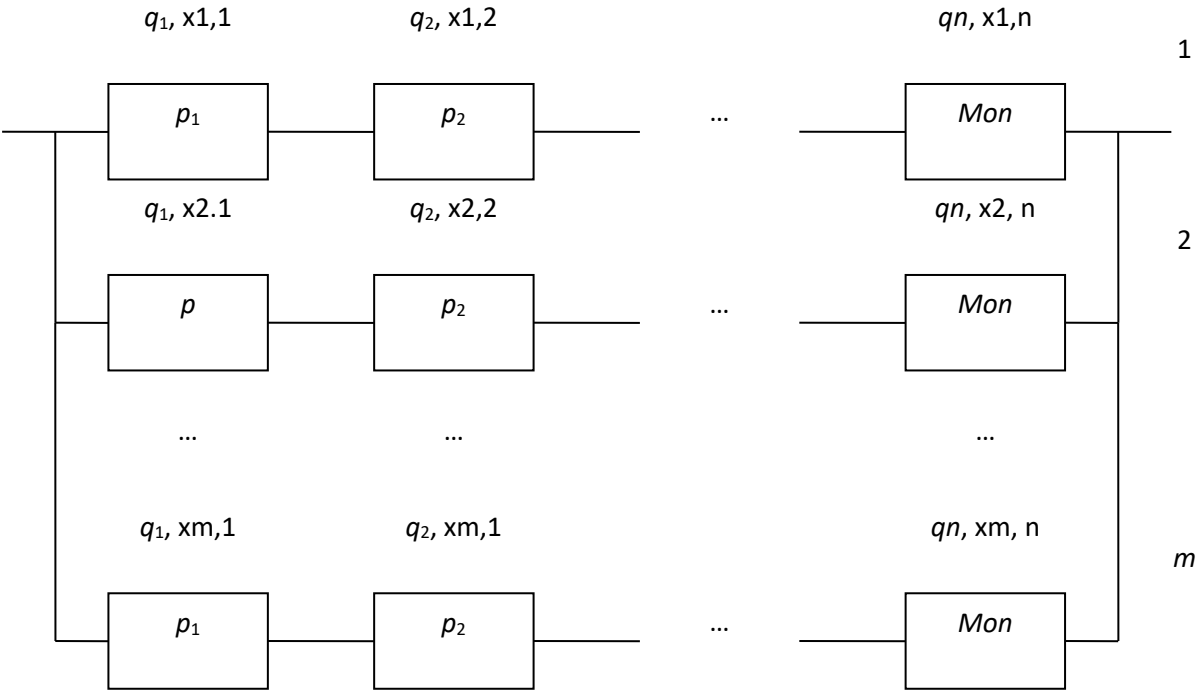 q₁, x1,1 q₂, x1,2 qn, x1,n
1
p₁ p₂ ... Mon
q₁, x2.1 q₂, x2,2 qn, x2, n
2
p p₂ ... Mon
... ... ...
q₁, xm,1 q₂, xm,1 qn, xm, n
m
p₁ p₂ ... Mon